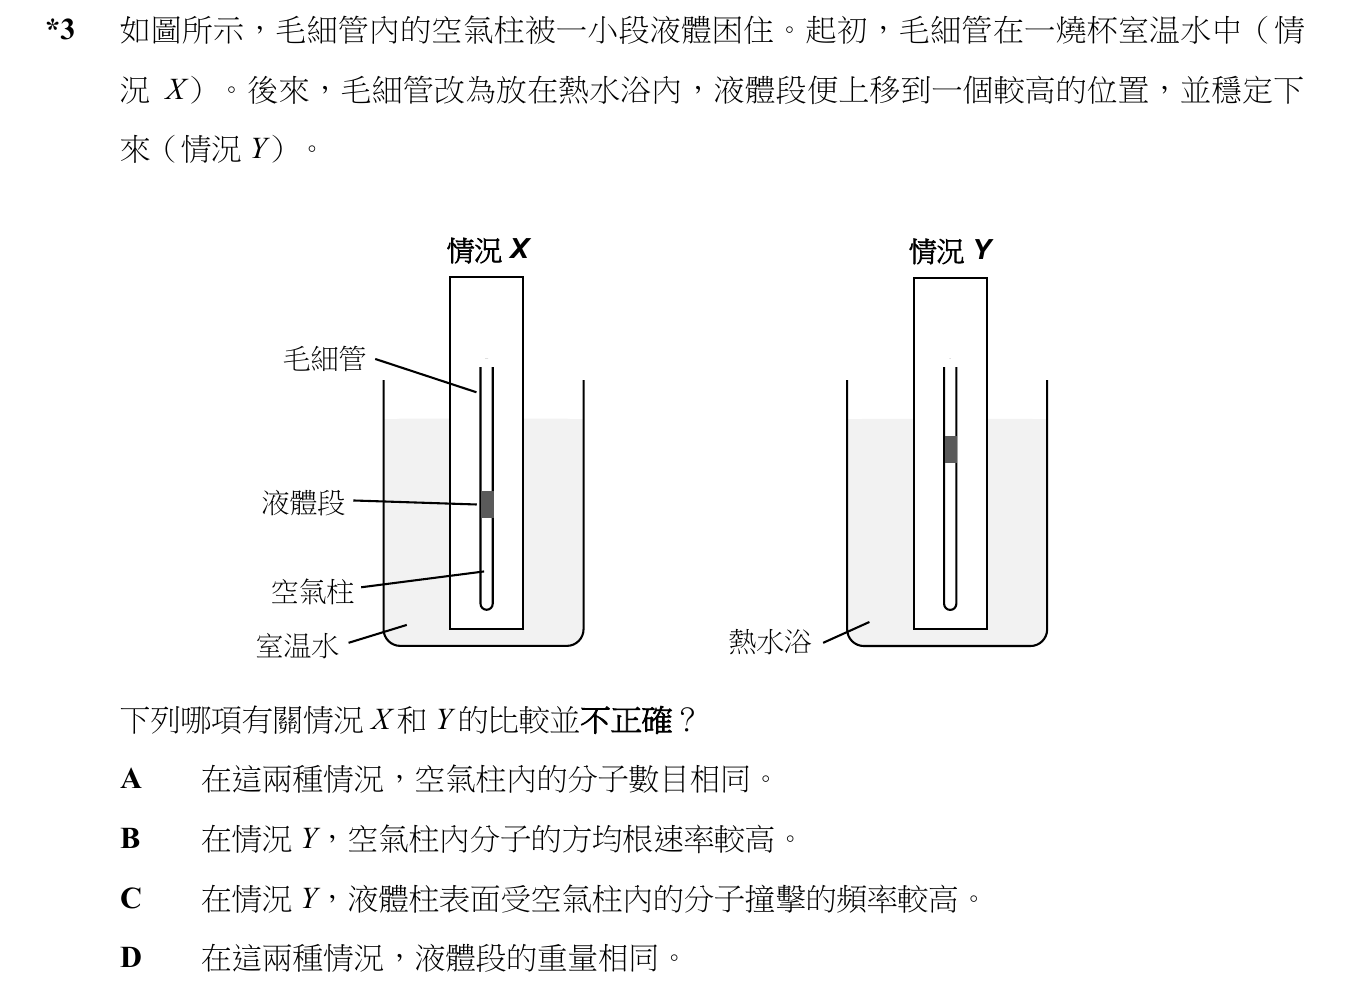 *3 如圖所示，毛細管內的空氣柱被一小段液體困住。起初，毛細管在一燒杯室温水中（情
況 X）。後來，毛細管改為放在熱水浴內，液體段便上移到一個較高的位置，並穩定下
來（情況 Y）。
情況 X
情況 Y
毛細管
液體段
空氣柱
室温水
熱水浴
下列哪項有關情況 X 和 Y 的比較並不正確？
A 在這兩種情況，空氣柱內的分子數目相同。
B 在情況 Y，空氣柱內分子的方均根速率較高。
C 在情況 Y，液體柱表面受空氣柱內的分子撞擊的頻率較高。
D 在這兩種情況，液體段的重量相同。